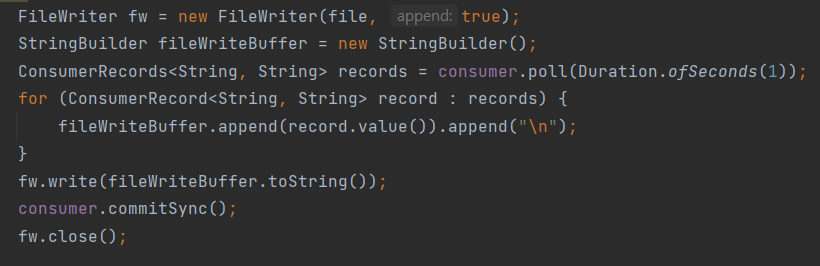 FileWriter fw = new FileWriter(file, append: true);
StringBuilder fileWriteBuffer = new StringBuilder();
ConsumerRecords<String, String> records = consumer.poll(Duration.ofSeconds(1));
for (ConsumerRecord<String, String> record : records) {
    fileWriteBuffer.append(record.value()).append("\n");
}
fw.write(fileWriteBuffer.toString());
consumer.commitSync();
fw.close();